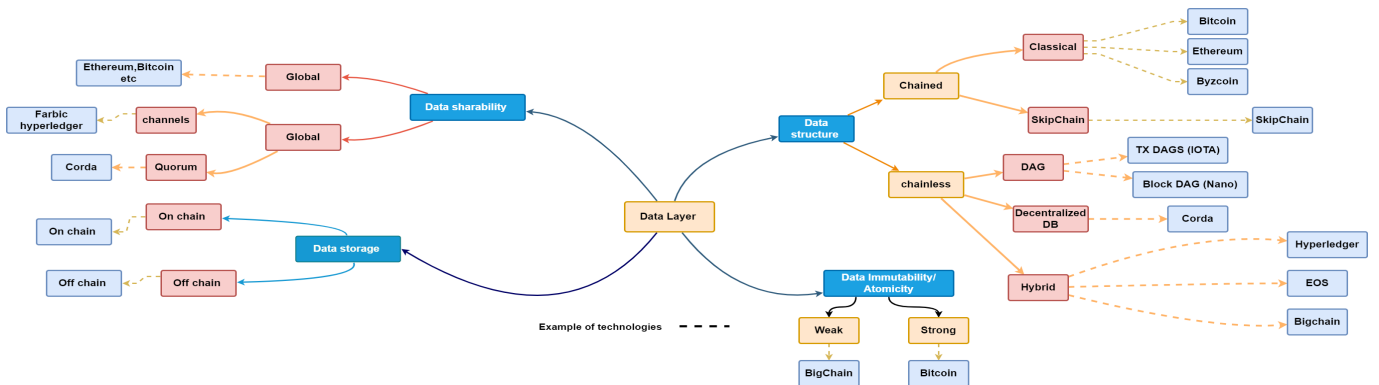 Bitcoin
Classical
Ethereum
Byzcoin
Ethereum,Bitcoin
etc
Global
Chained
Data sharability
Farbic
hyperledger
channels
Global
Data
structure
SkipChain
SkipChain
TX DAGS (IOTA)
Corda
Quorum
DAG
chainless
Block DAG (Nano)
Data Layer
On chain
On chain
Data storage
Decentralized
DB
Corda
Hyperledger
Off chain
Off chain
Data Immutability/
Atomicity
Hybrid
EOS
Example of technologies
Weak
Strong
Bigchain
BigChain
Bitcoin